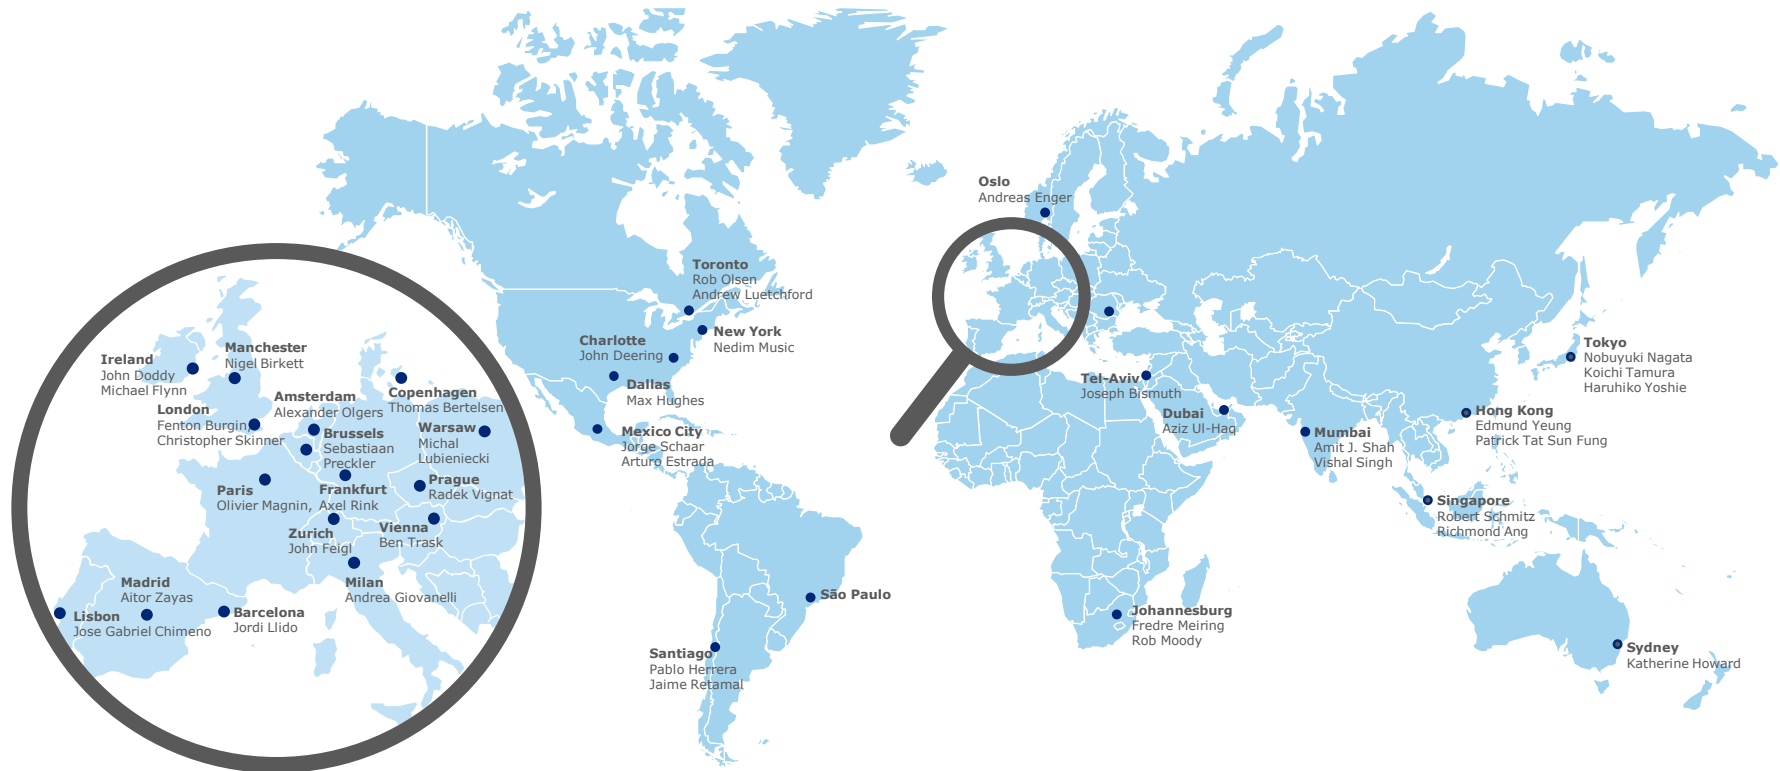 Oslo
Andreas Enger
Toronto
Rob Olsen
Andrew Luetchford
New York
Nedim Music
Charlotte
John Deering
Dallas
Max Hughes
Mexico City
Jorge Schaar
Arturo Estrada
São Paulo
Santiago
Pablo Herrera
Jaime Retamal
Ireland
John Doddy
Michael Flynn
Manchester
Nigel Birkett
London
Fenton Burgin,
Christopher Skinner
Amsterdam
Alexander Olgers
Brussels
Sebastiaan
Preckler
Copenhagen
Thomas Bertelsen
Warsaw
Michal
Lubieniecki
Paris
Olivier Magnin,
Frankfurt
Axel Rink
Prague
Radek Vignat
Zurich
John Feigl
Vienna
Ben Trask
Milan
Andrea Giovanelli
Madrid
Aitor Zayas
Lisbon
Jose Gabriel Chimeno
Barcelona
Jordi Llido
Tel-Aviv
Joseph Bismuth
Dubai
Aziz Ul-Haq
Mumbai
Amit J. Shah
Vishal Singh
Tokyo
Nobuyuki Nagata
Koichi Tamura
Haruhiko Yoshie
Hong Kong
Edmund Yeung
Patrick Tat Sun Fung
Singapore
Robert Schmitz
Richmond Ang
Johannesburg
Fredre Meiring
Rob Moody
Sydney
Katherine Howard